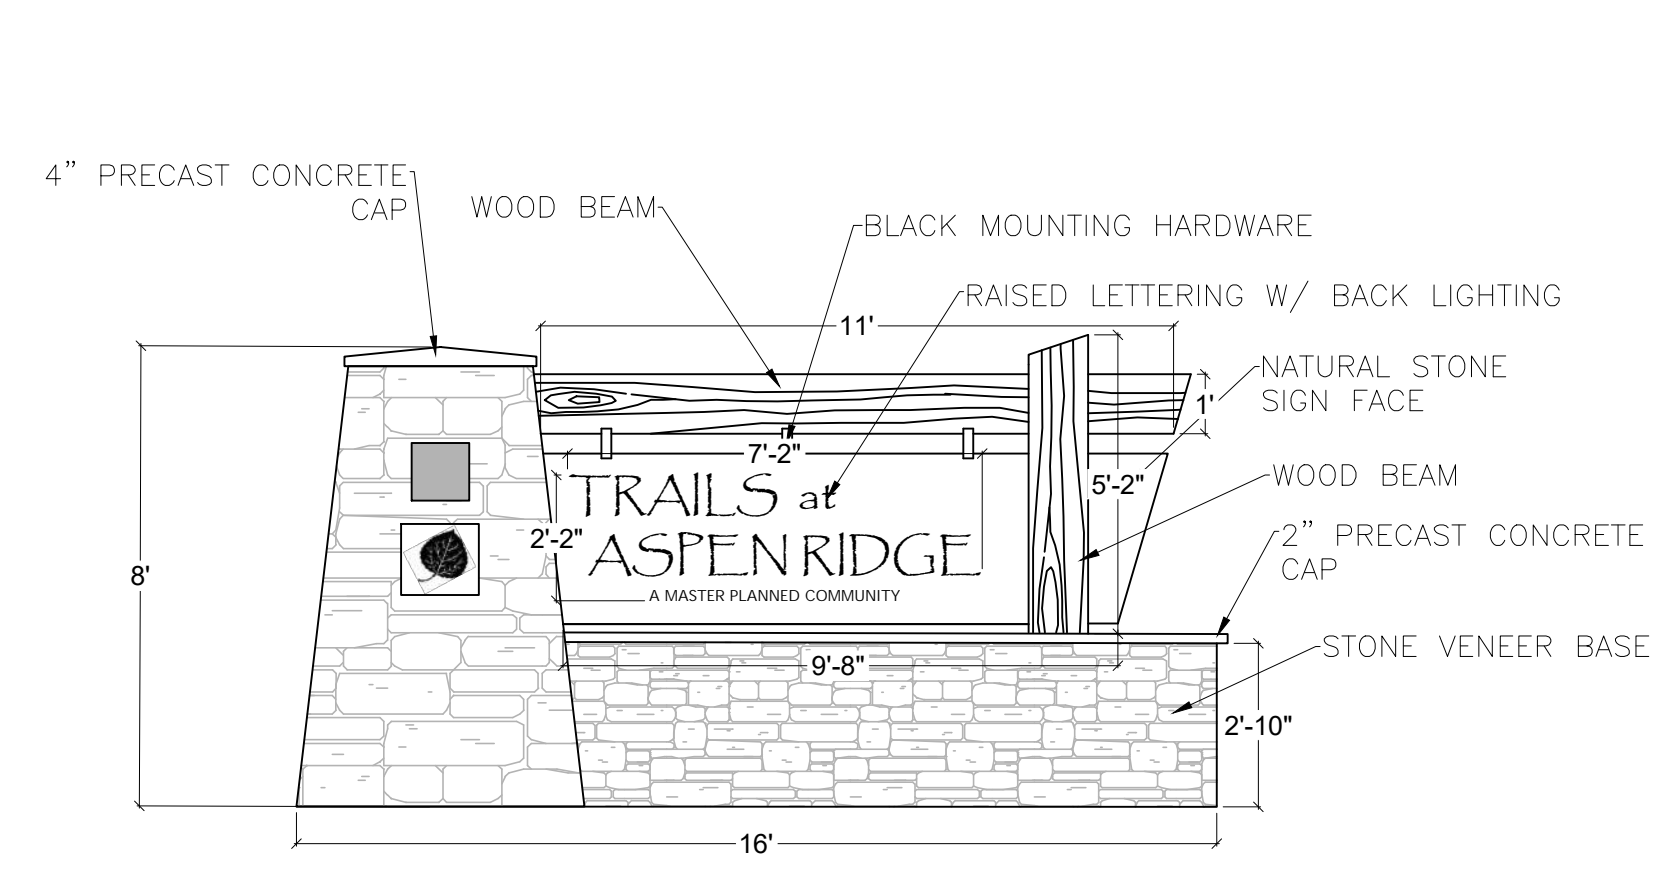 4” PRECAST CONCRETE
CAP
WOOD BEAM
BLACK MOUNTING HARDWARE
RAISED LETTERING W/ BACK LIGHTING
11'
NATURAL STONE
SIGN FACE
1'
7'-2"
5'-2"
WOOD BEAM
TRAILS at
ASPEN RIDGE
A MASTER PLANNED COMMUNITY
2'-2"
2” PRECAST CONCRETE
CAP
8'
STONE VENEER BASE
9'-8"
2'-10"
16'